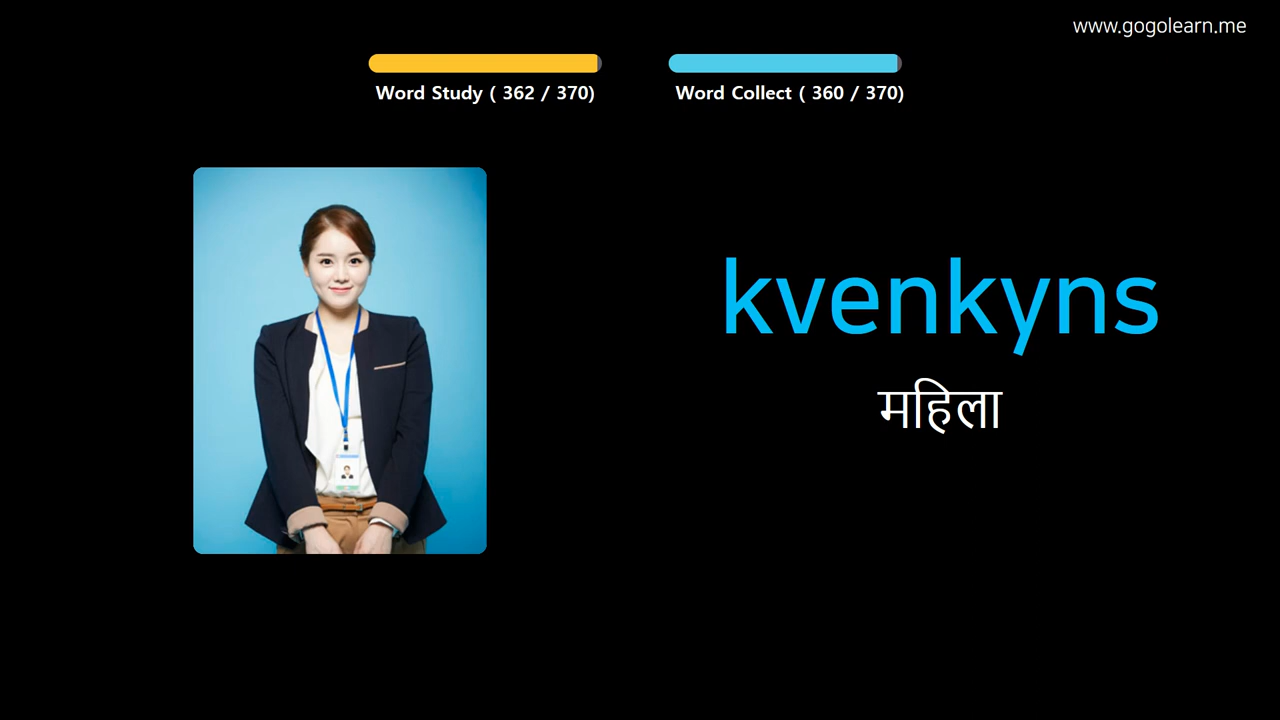 www.gogolearn.me
Word Study ( 362 / 370)
Word Collect ( 360 / 370)
kvenkyns
महिला